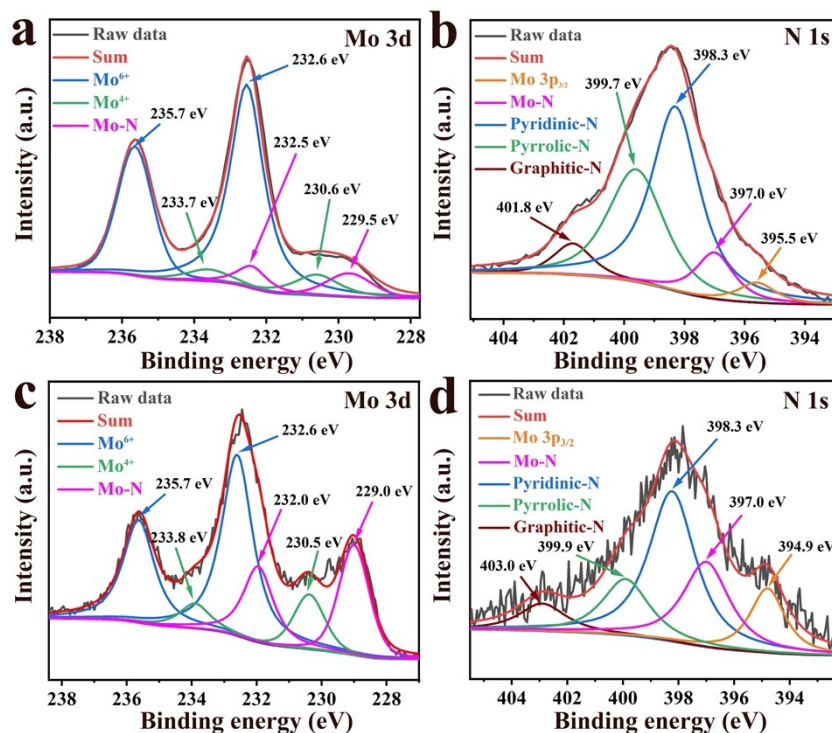 a
Mo 3d
Raw data
Sum
Mo⁶⁺
Mo⁴⁺
Mo-N
232.6 eV
235.7 eV
232.5 eV
233.7 eV
230.6 eV
229.5 eV
Intensity (a.u.)
238 236 234 232 230 228
Binding energy (eV)
b
N 1s
Raw data
Sum
Mo 3p₃/₂
Mo-N
Pyridinic-N
Pyrrolic-N
Graphitic-N
398.3 eV
399.7 eV
401.8 eV
397.0 eV
395.5 eV
Intensity (a.u.)
404 402 400 398 396 394
Binding energy (eV)
c
Mo 3d
Raw data
Sum
Mo⁶⁺
Mo⁴⁺
Mo-N
232.6 eV
235.7 eV
232.0 eV
229.0 eV
233.8 eV
230.5 eV
Intensity (a.u.)
238 236 234 232 230 228
Binding energy (eV)
d
N 1s
Raw data
Sum
Mo 3p₃/₂
Mo-N
Pyridinic-N
Pyrrolic-N
Graphitic-N
398.3 eV
397.0 eV
399.9 eV
403.0 eV
394.9 eV
Intensity (a.u.)
404 402 400 398 396 394
Binding energy (eV)